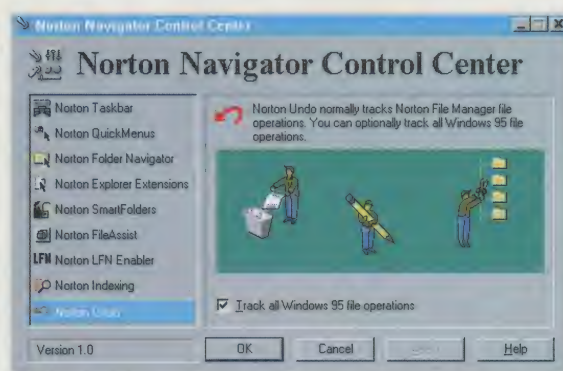 Norton Navigator Control Center
Norton Navigator Control Center
Norton Taskbar
Norton QuickMenus
Norton Folder Navigator
Norton Explorer Extensions
Norton SmartFolders
Norton FileAssist
LFN Norton LFN Enabler
Norton Indexing
Norton Undo
Norton Undo normally tracks Norton File Manager file
operations. You can optionally track all Windows 95 file
operations.
Track all Windows 95 file operations
Version 1.0
OK
Cancel
Help